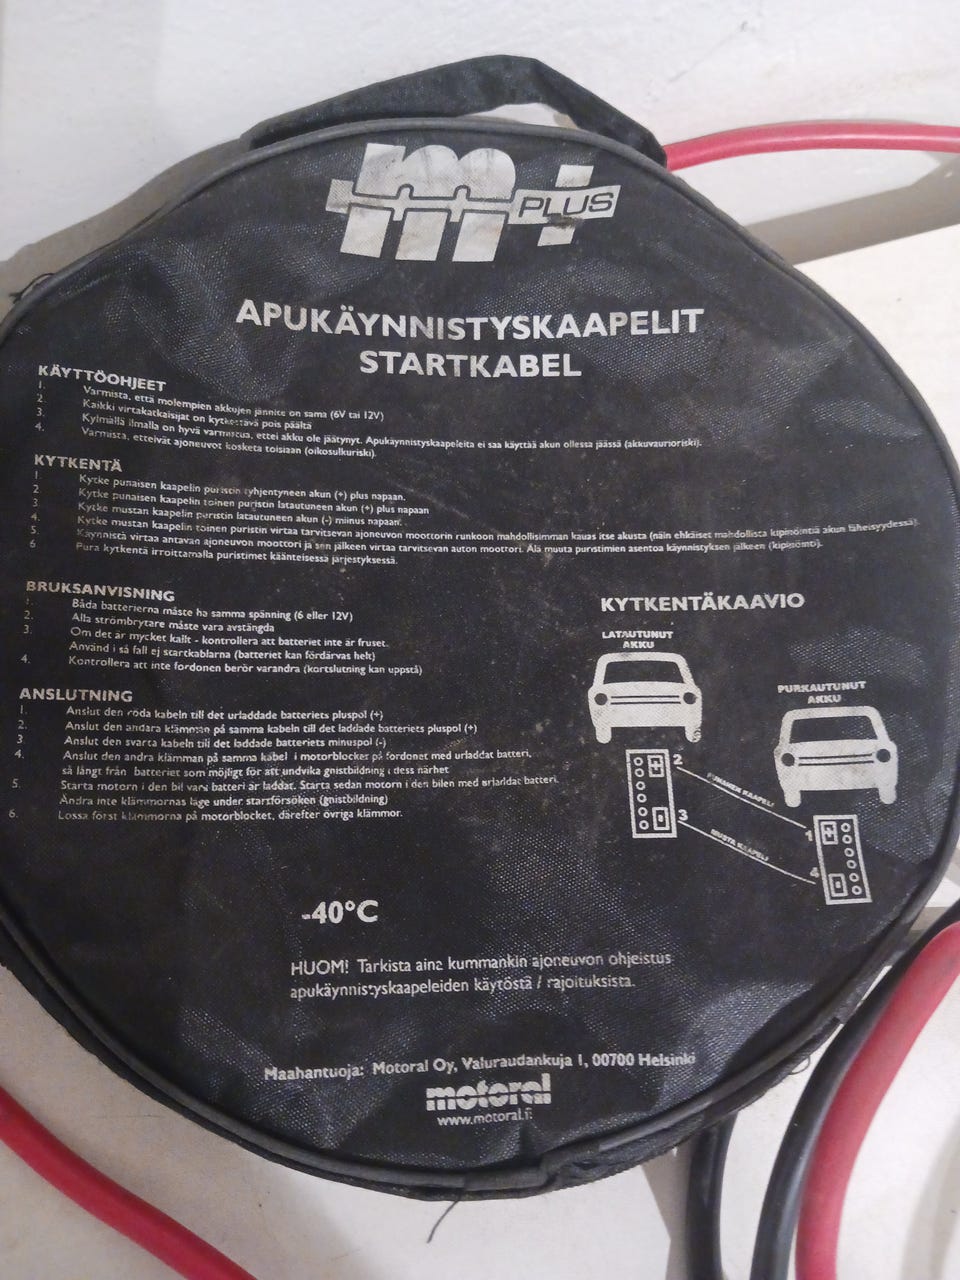 m+ PLUS
APUKÄYNNISTYSKAAPELIT
STARTKABEL
KÄYTTÖOHJEET
1. Varmista, että molempien akkujen jännite on sama (6V tai 12V)
2. Kaikki virtakatkaisijat on kytkettävä pois päältä
3. Kylmällä ilmalla on hyvä varmistua, ettei akku ole jäätynyt. Apukäynnistyskaapeleita ei saa käyttää akun ollessa jäässä (akkuvaurioriski).
4. Varmista, etteivät ajoneuvot kosketa toisiaan (oikosulkuriski).
KYTKENTÄ
1. Kytke punaisen kaapelin puristin tyhjentyneen akun (+) plus napaan.
2 Kytke punaisen kaapelin toinen puristin latautuneen akun (+) plus napaan
3. Kytke mustan kaapelin puristin latautuneen akun (-) miinus napaan.
4. Kytke mustan kaapelin toinen puristin virtaa tarvitsevan ajoneuvon moottorin runkoon mahdollisimman kauas itse akusta (näin ehkäiset mahdollista kipinöintiä akun läheisyydessä).
5. Käynnistä virtaa antavan ajoneuvon moottori ja sen jälkeen virtaa tarvitsevan auton moottori. Älä muuta puristimien asentoa käynnistyksen jälkeen (kipinöinti).
6 Pura kytkentä irroittamalla puristimet käänteisessä järjestyksessä.
BRUKSANVISNING
1. Båda batterierna måste ha samma spänning (6 eller 12V)
2. Alla strömbrytare måste vara avstängda
3. Om det är mycket kallt - kontrollera att batteriet inte är fruset.
Använd i så fall ej startkablarna (batteriet kan fördärvas helt)
4. Kontrollera att inte fordonen berör varandra (kortslutning kan uppstå)
ANSLUTNING
1. Anslut den röda kabeln till det urladdade batteriets pluspol (+)
2. Anslut den andara klämman på samma kabeln till det laddade batteriets pluspol (+)
3 Anslut den svarta kabeln till det laddade batteriets minuspol (-)
4. Anslut den andra klämman på samma kabel i motorblocket på fordonet med urladdat batteri,
så långt från batteriet som möjligt för att undvika gnistbildning i dess närhet
5. Starta motorn i den bil vars batteri är laddat. Starta sedan motorn i den bilen med urladdat batteri.
Ändra inte klämmornas läge under startförsöken (gnistbildning)
6. Lossa först klämmorna på motorblocket, därefter övriga klämmor.
KYTKENTÄKAAVIO
LATAUTUNUT
AKKU
PURKAUTUNUT
AKKU
+ 2
PUNAINEN KAAPELI
1 +
- 3
MUSTA KAAPELI
4 -
-40°C
HUOM! Tarkista aina kummankin ajoneuvon ohjeistus
apukäynnistyskaapeleiden käytöstä / rajoituksista.
Maahantuoja: Motoral Oy, Valuraudankuja 1, 00700 Helsinki
motoral
www.motoral.fi